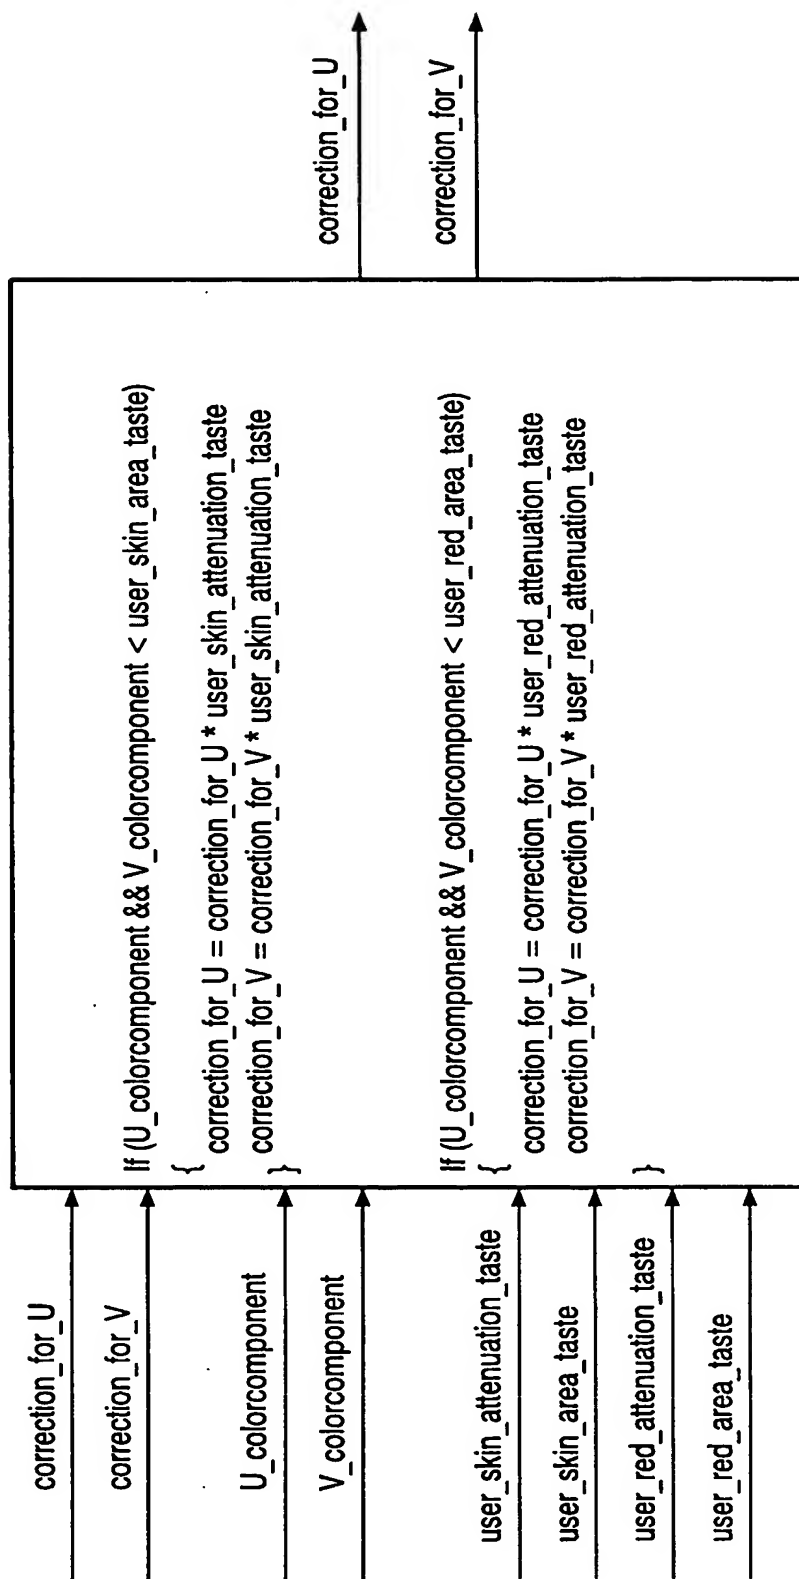 correction_for_U
correction_for_V
U_colorcomponent
V_colorcomponent
user_skin_attenuation_taste
user_skin_area_taste
user_red_attenuation_taste
user_red_area_taste
If (U_colorcomponent && V_colorcomponent < user_skin_area_taste)
{
correction_for_U = correction_for_U * user_skin_attenuation_taste
correction_for_V = correction_for_V * user_skin_attenuation_taste
}
If (U_colorcomponent && V_colorcomponent < user_red_area_taste)
{
correction_for_U = correction_for_U * user_red_attenuation_taste
correction_for_V = correction_for_V * user_red_attenuation_taste
}
correction_for_U
correction_for_V